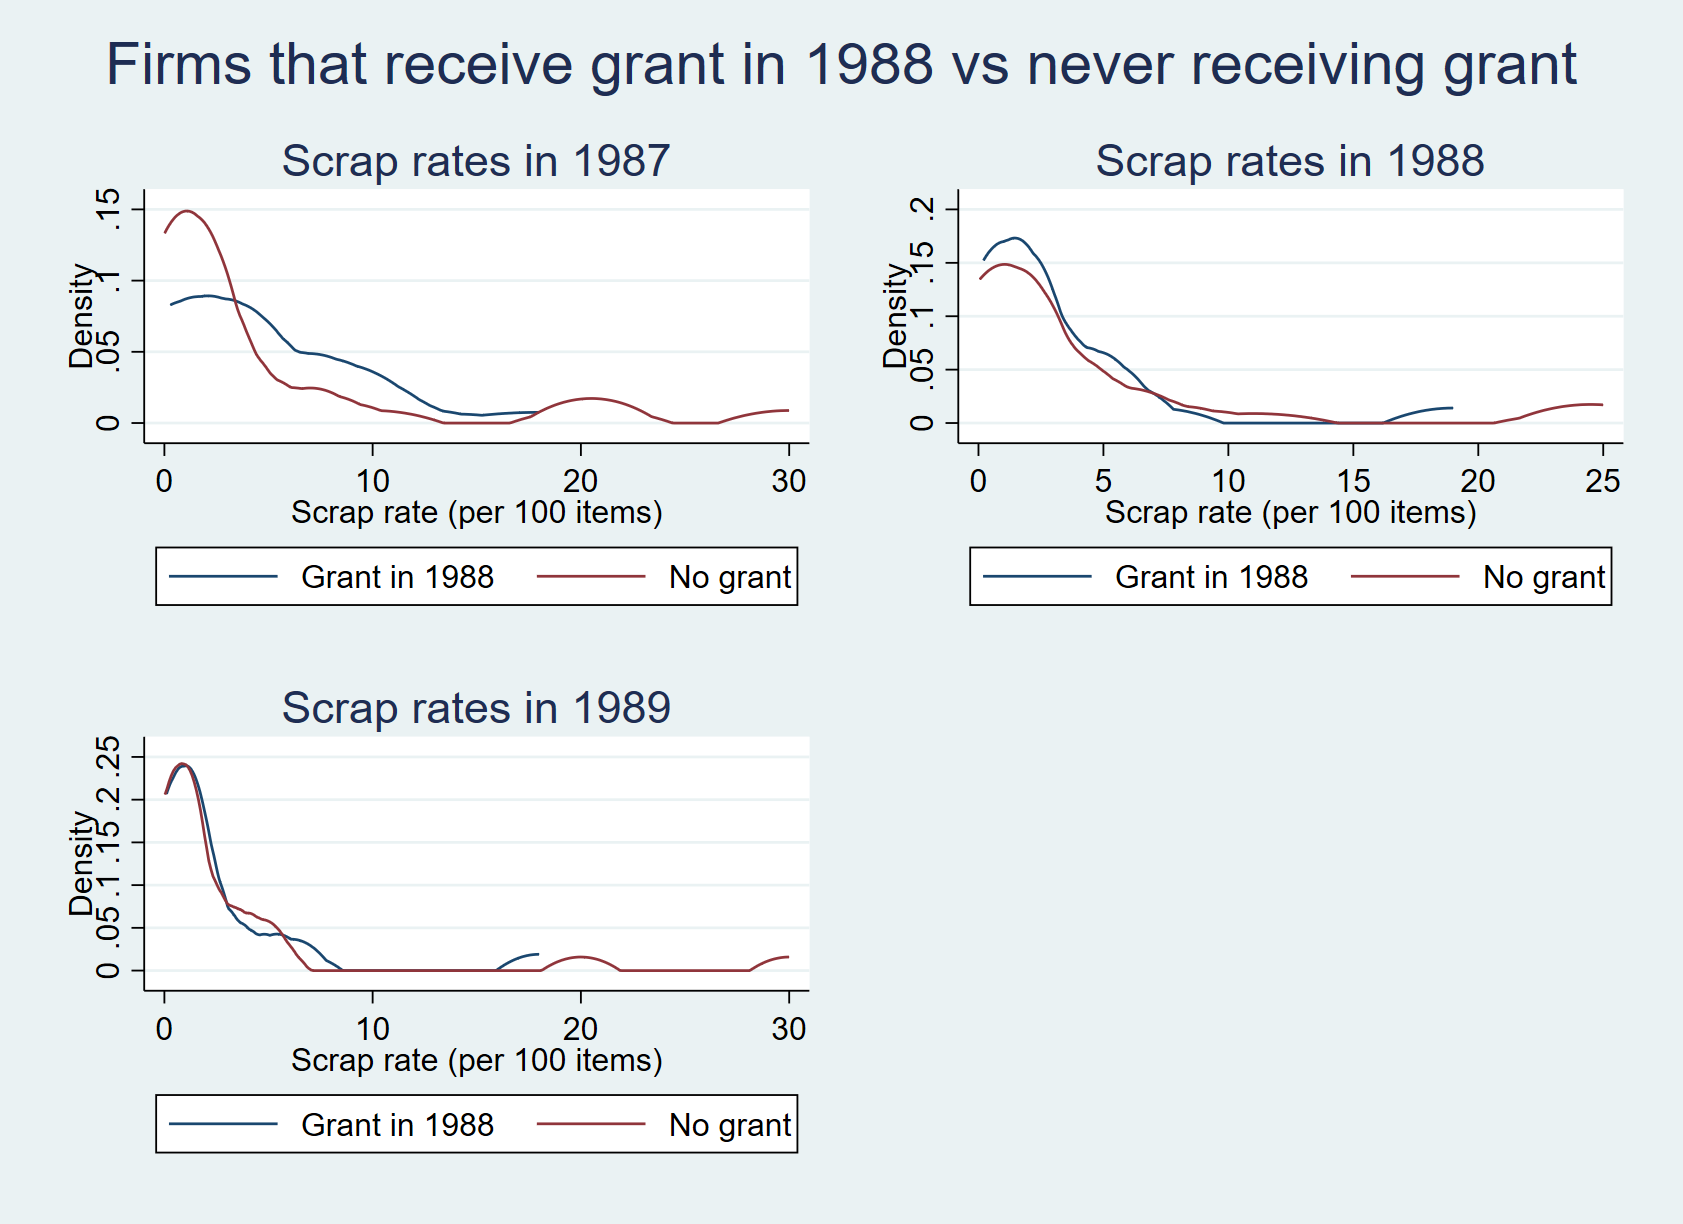 Firms that receive grant in 1988 vs never receiving grant
Scrap rates in 1987
Density
0 .05 .1 .15
0 10 20 30
Scrap rate (per 100 items)
Grant in 1988 No grant
Scrap rates in 1988
Density
0 .05 .1 .15 .2
0 5 10 15 20 25
Scrap rate (per 100 items)
Grant in 1988 No grant
Scrap rates in 1989
Density
0 .05 .1 .15 .2 .25
0 10 20 30
Scrap rate (per 100 items)
Grant in 1988 No grant